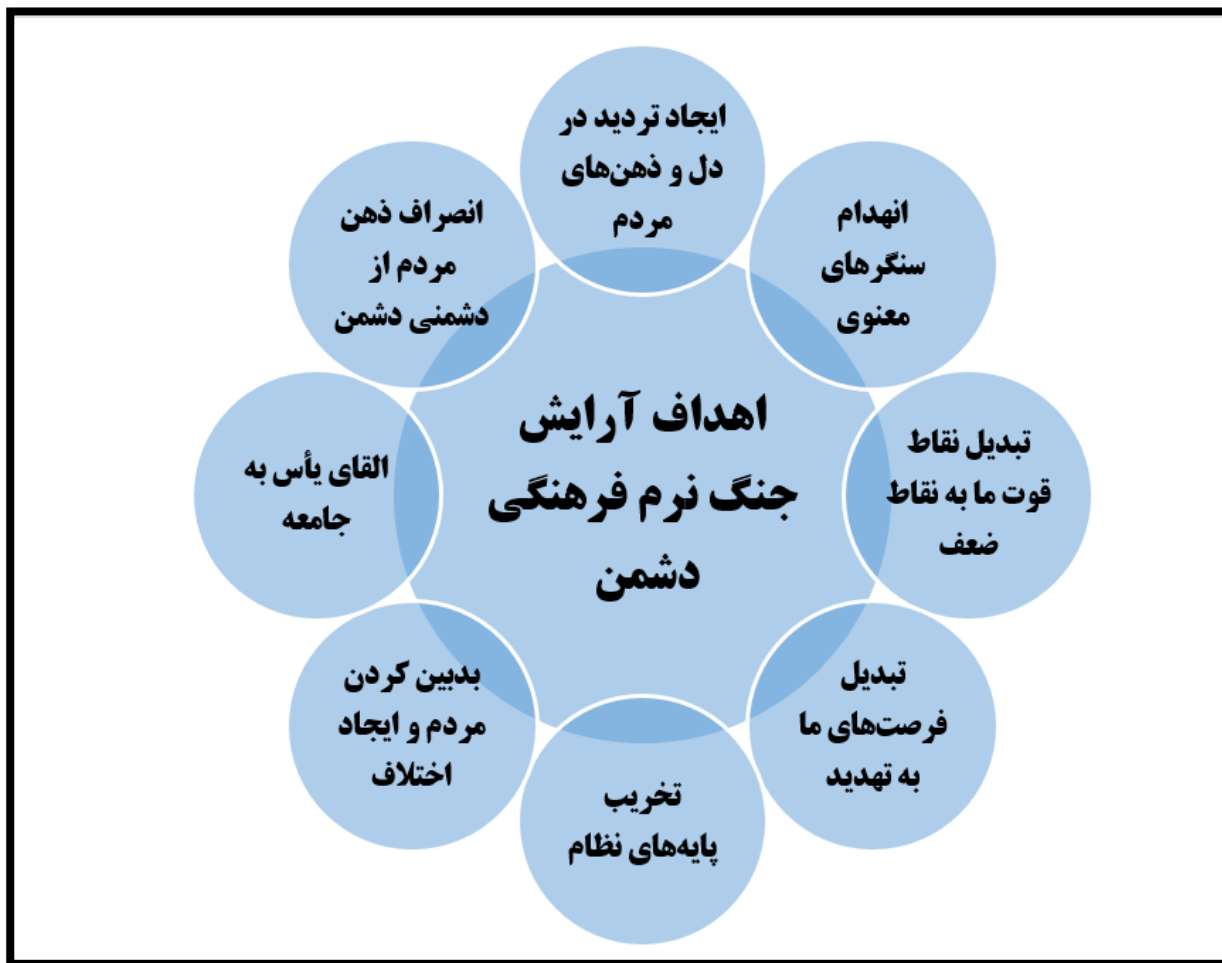 اهداف آرایش
جنگ نرم فرهنگی
دشمن
ایجاد تردید در
دل و ذهن‌های
مردم
انهدام
سنگرهای
معنوی
تبدیل نقاط
قوت ما به نقاط
ضعف
تبدیل
فرصت‌های ما
به تهدید
تخریب
پایه‌های نظام
بدبین کردن
مردم و ایجاد
اختلاف
القای یأس به
جامعه
انصراف ذهن
مردم از
دشمنی دشمن